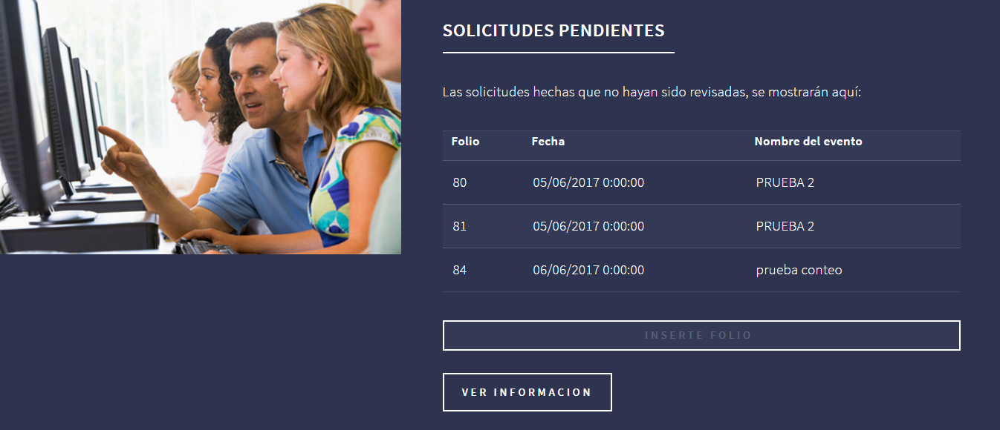 SOLICITUDES PENDIENTES
Las solicitudes hechas que no hayan sido revisadas, se mostrarán aquí:
Folio Fecha Nombre del evento
80 05/06/2017 0:00:00 PRUEBA 2
81 05/06/2017 0:00:00 PRUEBA 2
84 06/06/2017 0:00:00 prueba conteo
INSERTE FOLIO
VER INFORMACION